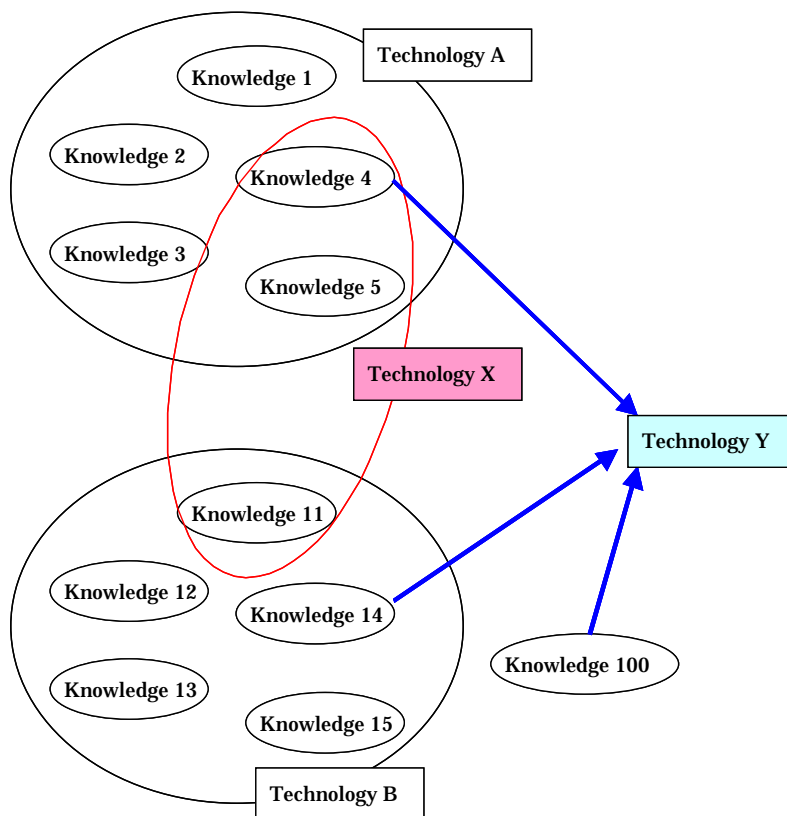 Technology A
Knowledge 1
Knowledge 2
Knowledge 4
Knowledge 3
Knowledge 5
Technology X
Technology Y
Knowledge 11
Knowledge 12
Knowledge 14
Knowledge 100
Knowledge 13
Knowledge 15
Technology B